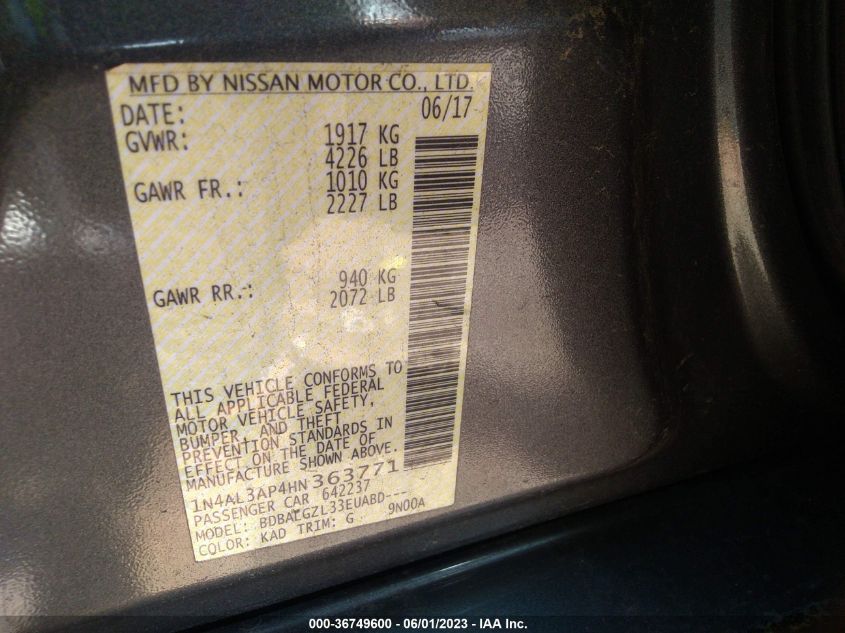 MFD BY NISSAN MOTOR CO., LTD.
DATE: 06/17
GVWR: 1917 KG
4226 LB
GAWR FR.: 1010 KG
2227 LB
GAWR RR.: 940 KG
2072 LB
THIS VEHICLE CONFORMS TO
ALL APPLICABLE FEDERAL
MOTOR VEHICLE SAFETY,
BUMPER, AND THEFT
PREVENTION STANDARDS IN
EFFECT ON THE DATE OF
MANUFACTURE SHOWN ABOVE.
1N4AL3AP4HN363771
PASSENGER CAR 642237
MODEL: BDBALGZL33EUABD---
COLOR: KAD TRIM: G 9N00A
000-36749600 - 06/01/2023 - IAA Inc.